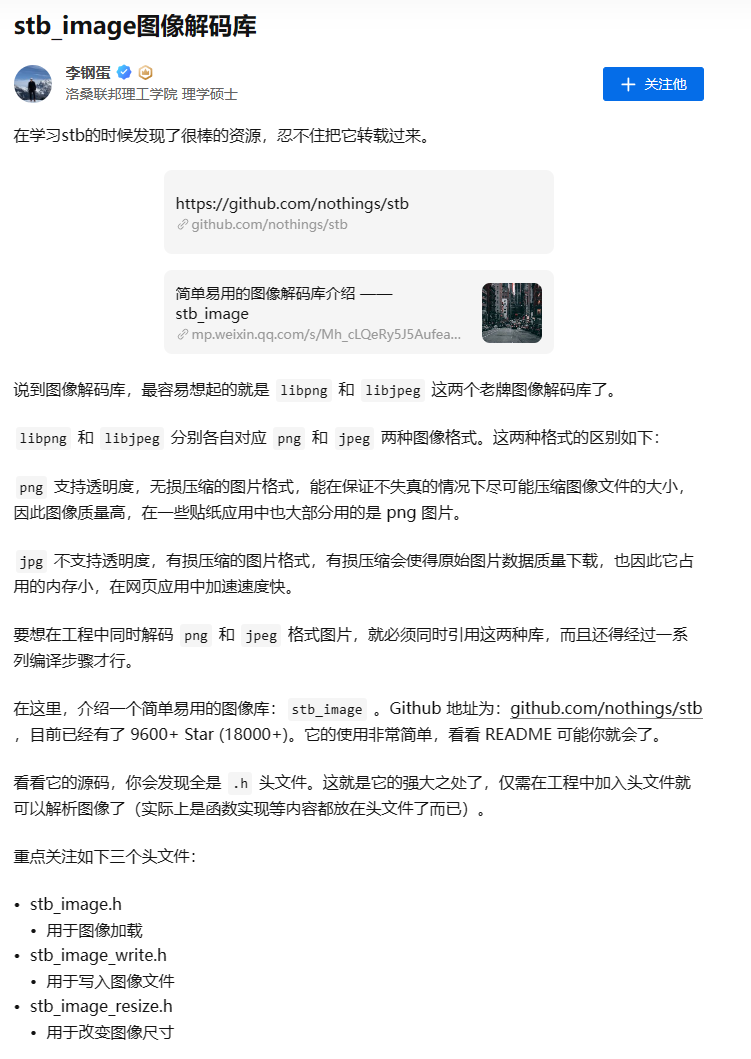 stb_image图像解码库
李钢蛋
洛桑联邦理工学院 理学硕士
关注他
在学习stb的时候发现了很棒的资源，忍不住把它转载过来。
https://github.com/nothings/stb
github.com/nothings/stb
简单易用的图像解码库介绍 ——
stb_image
mp.weixin.qq.com/s/Mh_cLQeRy5J5Aufea...
说到图像解码库，最容易想起的就是 libpng 和 libjpeg 这两个老牌图像解码库了。
libpng 和 libjpeg 分别各自对应 png 和 jpeg 两种图像格式。这两种格式的区别如下：
png 支持透明度，无损压缩的图片格式，能在保证不失真的情况下尽可能压缩图像文件的大小，
因此图像质量高，在一些贴纸应用中也大部分用的是 png 图片。
jpg 不支持透明度，有损压缩的图片格式，有损压缩会使得原始图片数据质量下载，也因此它占
用的内存小，在网页应用中加速速度快。
要想在工程中同时解码 png 和 jpeg 格式图片，就必须同时引用这两种库，而且还得经过一系
列编译步骤才行。
在这里，介绍一个简单易用的图像库： stb_image 。Github 地址为：github.com/nothings/stb
，目前已经有了 9600+ Star (18000+)。它的使用非常简单，看看 README 可能你就会了。
看看它的源码，你会发现全是 .h 头文件。这就是它的强大之处了，仅需在工程中加入头文件就
可以解析图像了（实际上是函数实现等内容都放在头文件了而已）。
重点关注如下三个头文件：
• stb_image.h
• 用于图像加载
• stb_image_write.h
• 用于写入图像文件
• stb_image_resize.h
• 用于改变图像尺寸